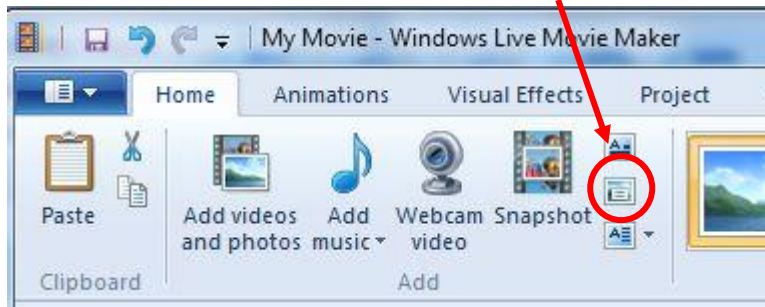 My Movie - Windows Live Movie Maker
Home Animations Visual Effects Project
Paste Add videos and photos Add music Webcam video Snapshot
Clipboard Add